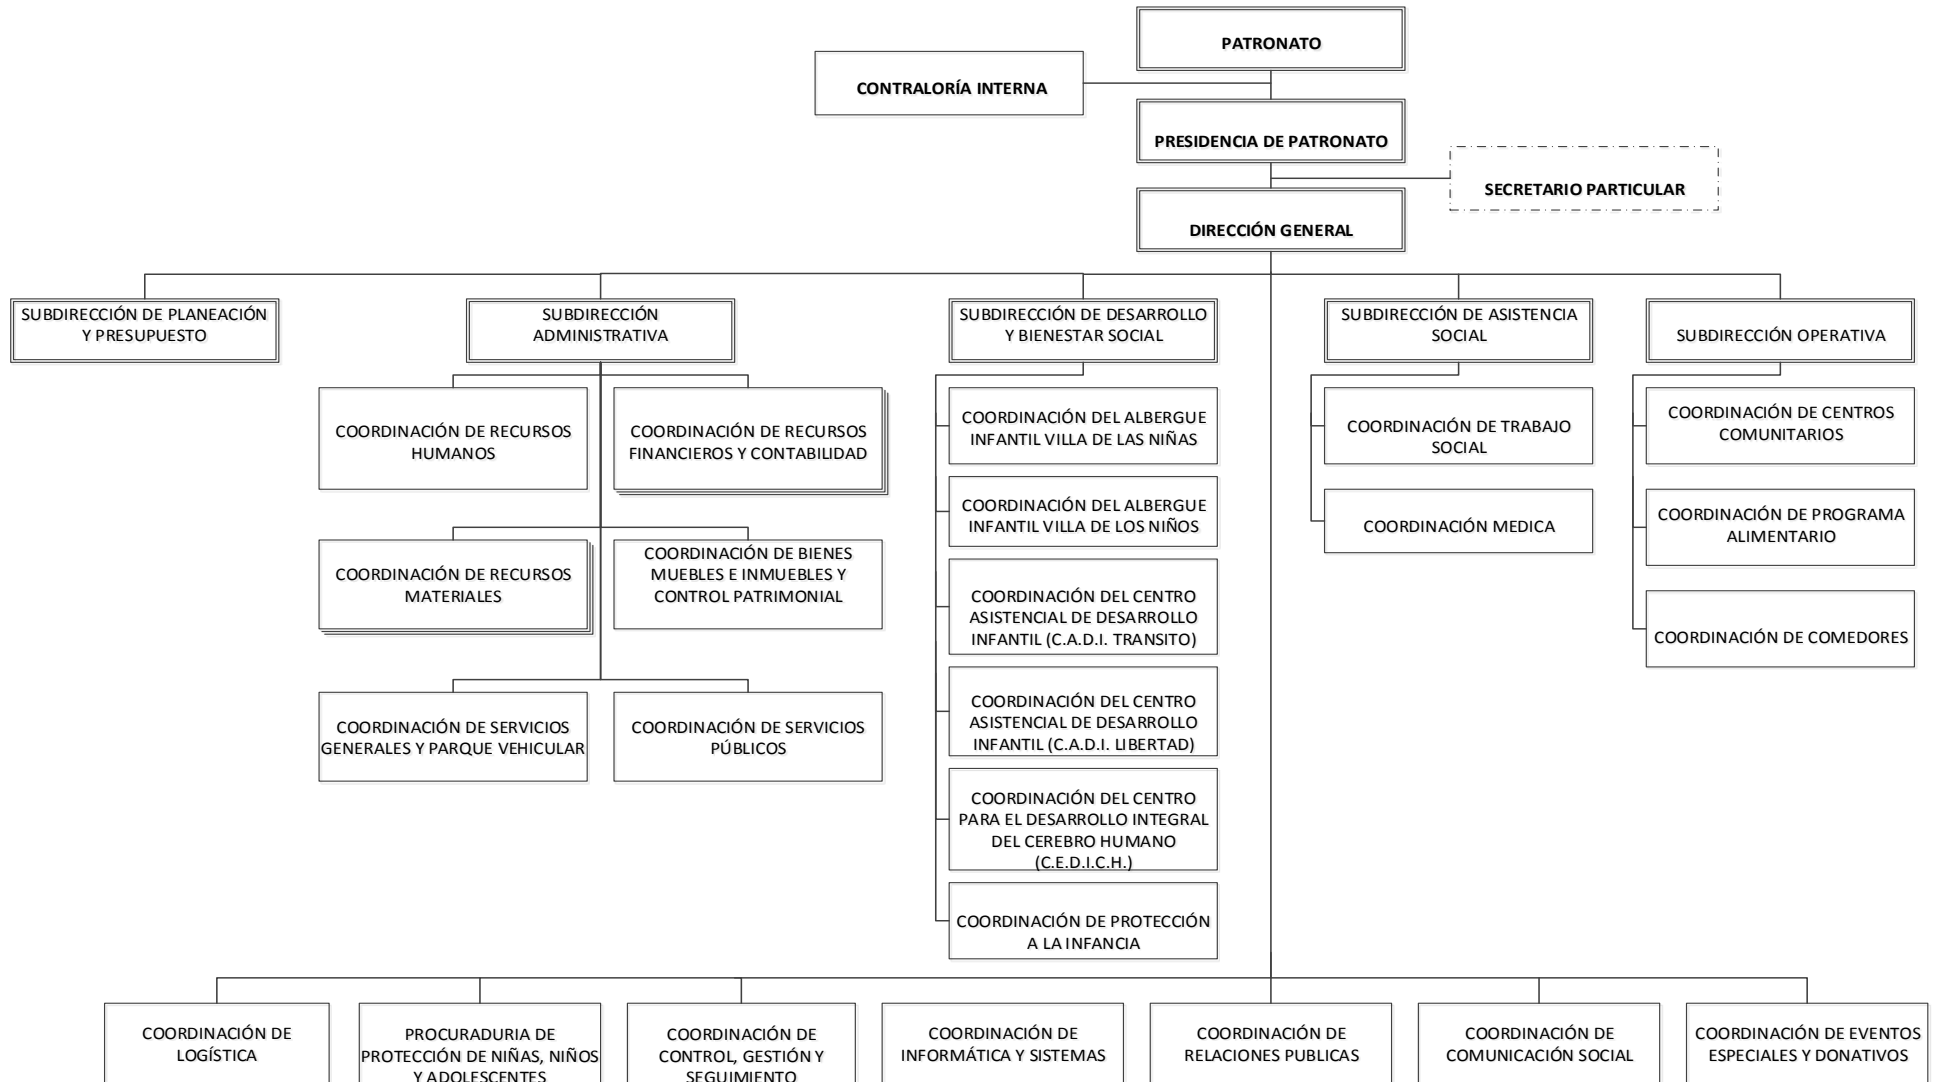 PATRONATO
CONTRALORÍA INTERNA
PRESIDENCIA DE PATRONATO
SECRETARIO PARTICULAR
DIRECCIÓN GENERAL
SUBDIRECCIÓN DE PLANEACIÓN
Y PRESUPUESTO
SUBDIRECCIÓN
ADMINISTRATIVA
SUBDIRECCIÓN DE DESARROLLO
Y BIENESTAR SOCIAL
SUBDIRECCIÓN DE ASISTENCIA
SOCIAL
SUBDIRECCIÓN OPERATIVA
COORDINACIÓN DE RECURSOS
HUMANOS
COORDINACIÓN DE RECURSOS
FINANCIEROS Y CONTABILIDAD
COORDINACIÓN DE RECURSOS
MATERIALES
COORDINACIÓN DE BIENES
MUEBLES E INMUEBLES Y
CONTROL PATRIMONIAL
COORDINACIÓN DE SERVICIOS
GENERALES Y PARQUE VEHICULAR
COORDINACIÓN DE SERVICIOS
PÚBLICOS
COORDINACIÓN DEL ALBERGUE
INFANTIL VILLA DE LAS NIÑAS
COORDINACIÓN DEL ALBERGUE
INFANTIL VILLA DE LOS NIÑOS
COORDINACIÓN DEL CENTRO
ASISTENCIAL DE DESARROLLO
INFANTIL (C.A.D.I. TRANSITO)
COORDINACIÓN DEL CENTRO
ASISTENCIAL DE DESARROLLO
INFANTIL (C.A.D.I. LIBERTAD)
COORDINACIÓN DEL CENTRO
PARA EL DESARROLLO INTEGRAL
DEL CEREBRO HUMANO
(C.E.D.I.C.H.)
COORDINACIÓN DE PROTECCIÓN
A LA INFANCIA
COORDINACIÓN DE TRABAJO
SOCIAL
COORDINACIÓN MEDICA
COORDINACIÓN DE CENTROS
COMUNITARIOS
COORDINACIÓN DE PROGRAMA
ALIMENTARIO
COORDINACIÓN DE COMEDORES
COORDINACIÓN DE
LOGÍSTICA
PROCURADURIA DE
PROTECCIÓN DE NIÑAS, NIÑOS
Y ADOLESCENTES
COORDINACIÓN DE
CONTROL, GESTIÓN Y
SEGUIMIENTO
COORDINACIÓN DE
INFORMÁTICA Y SISTEMAS
COORDINACIÓN DE
RELACIONES PUBLICAS
COORDINACIÓN DE
COMUNICACIÓN SOCIAL
COORDINACIÓN DE EVENTOS
ESPECIALES Y DONATIVOS